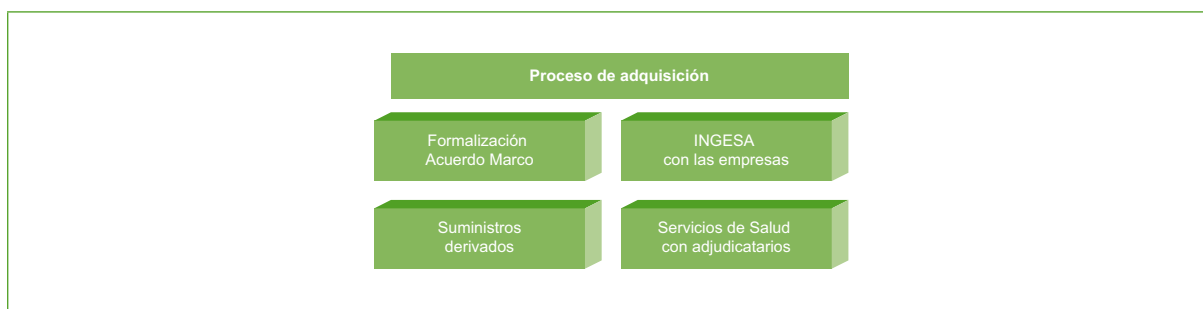 Proceso de adquisición
Formalización
Acuerdo Marco
INGESA
con las empresas
Suministros
derivados
Servicios de Salud
con adjudicatarios